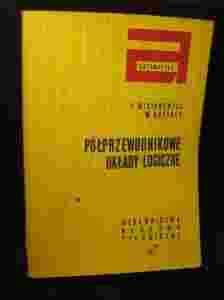 AUTOMATYKA
PÓŁPRZEWODNIKOWE
UKŁADY LOGICZNE
WYDAWNICTWA
NAUKOWO
TECHNICZNE